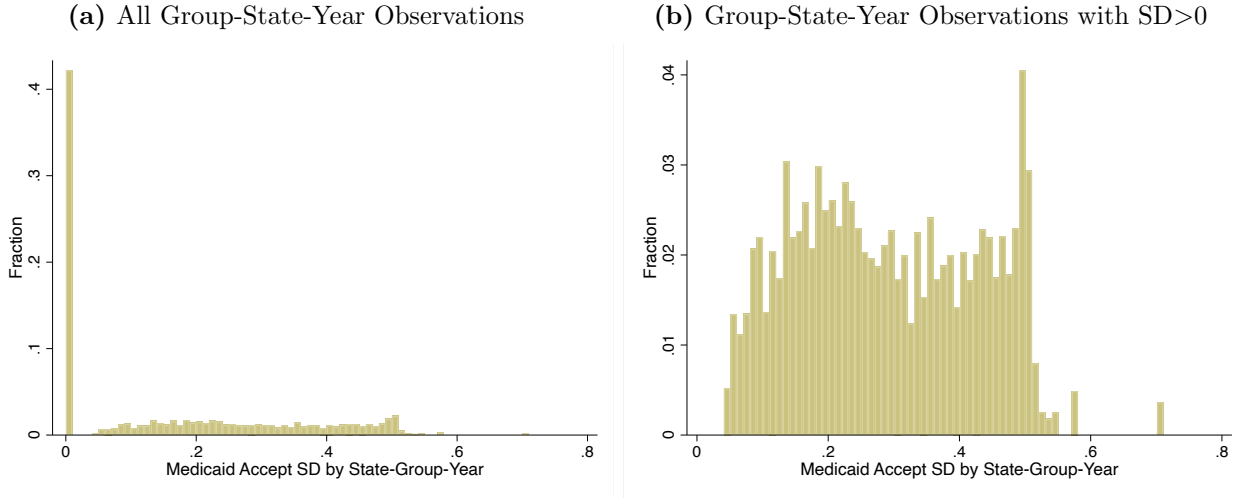 (a) All Group-State-Year Observations
.4
.3
.2
.1
0
Fraction
0 .2 .4 .6 .8
Medicaid Accept SD by State-Group-Year
(b) Group-State-Year Observations with SD>0
.04
.03
.02
.01
0
Fraction
0 .2 .4 .6 .8
Medicaid Accept SD by State-Group-Year